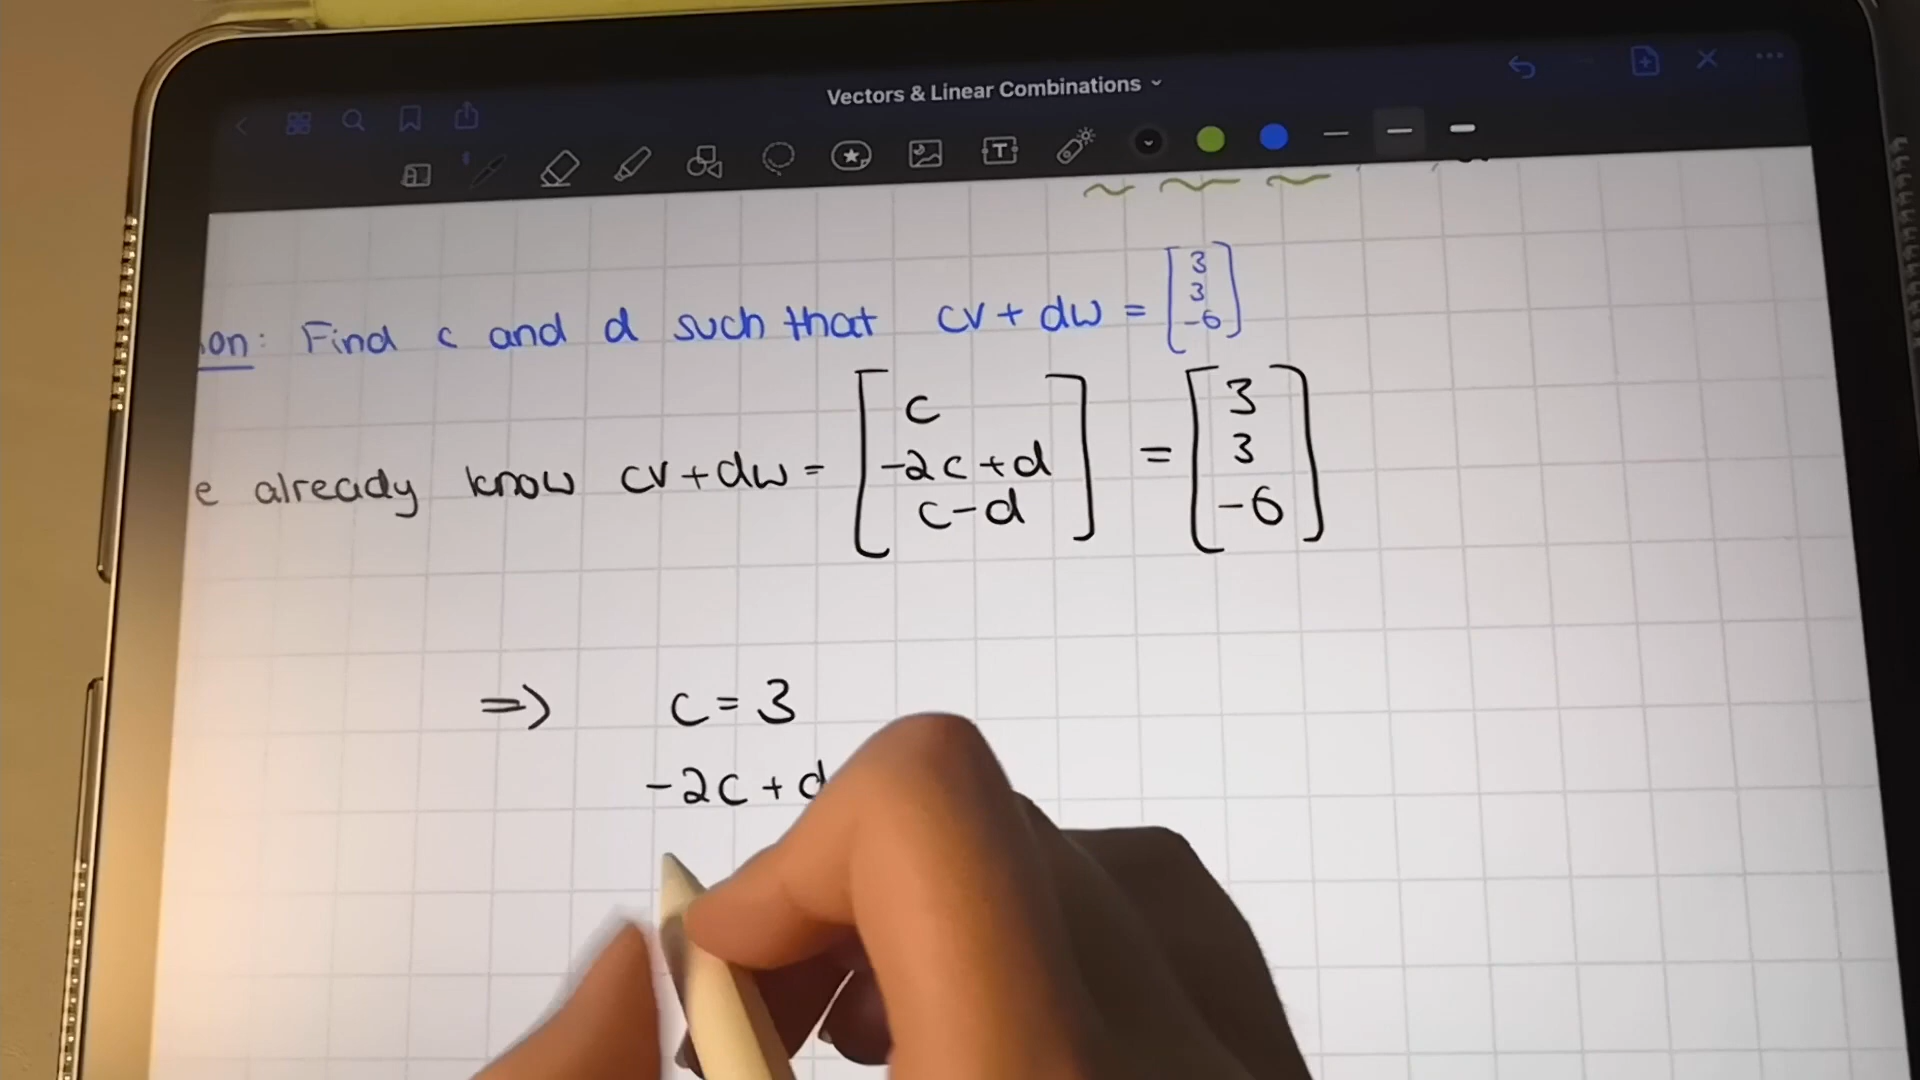 Vectors & Linear Combinations
on: Find c and d such that cv + dw = [3 3 -6]
e already know cv + dw = [c -2c + d c - d] = [3 3 -6]
=> c = 3
-2c + d